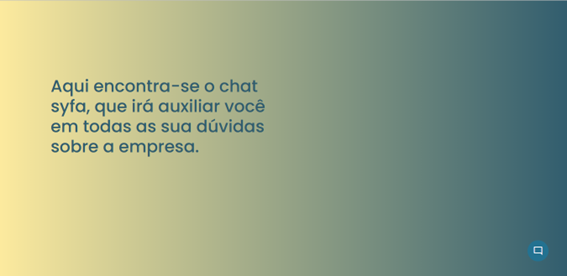 Aqui encontra-se o chat
syfa, que irá auxiliar você
em todas as sua dúvidas
sobre a empresa.